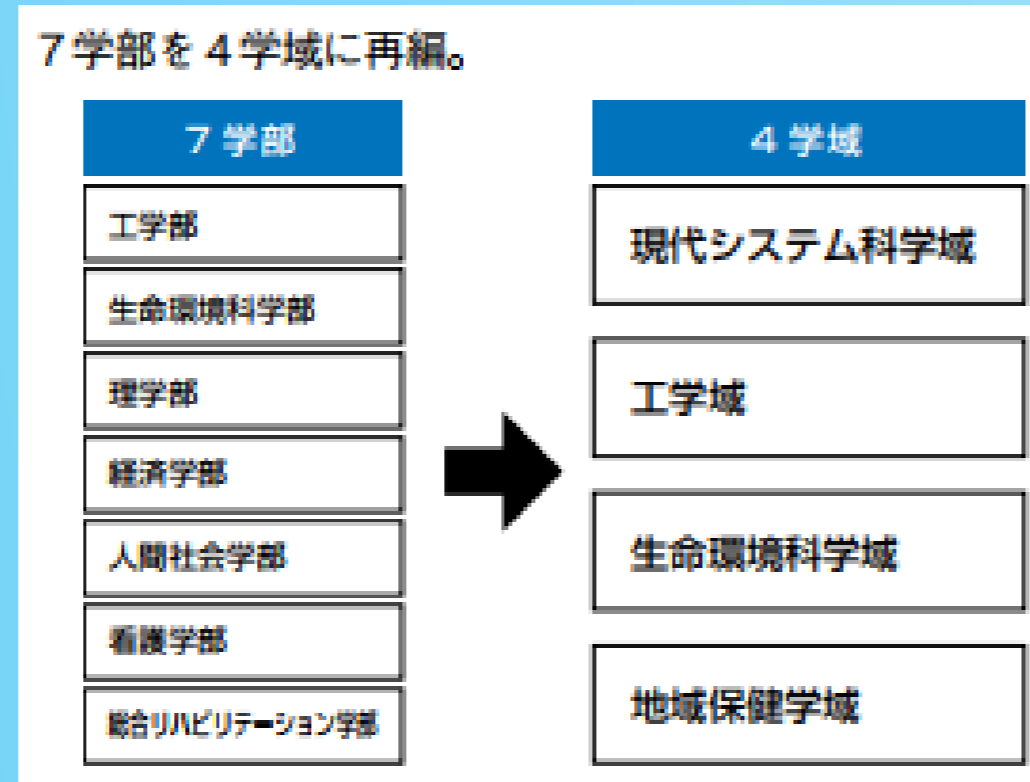 7学部を4学域に再編。
7学部
工学部
生命環境科学部
理学部
経済学部
人間社会学部
看護学部
総合リハビリテーション学部
4学域
現代システム科学域
工学域
生命環境科学域
地域保健学域